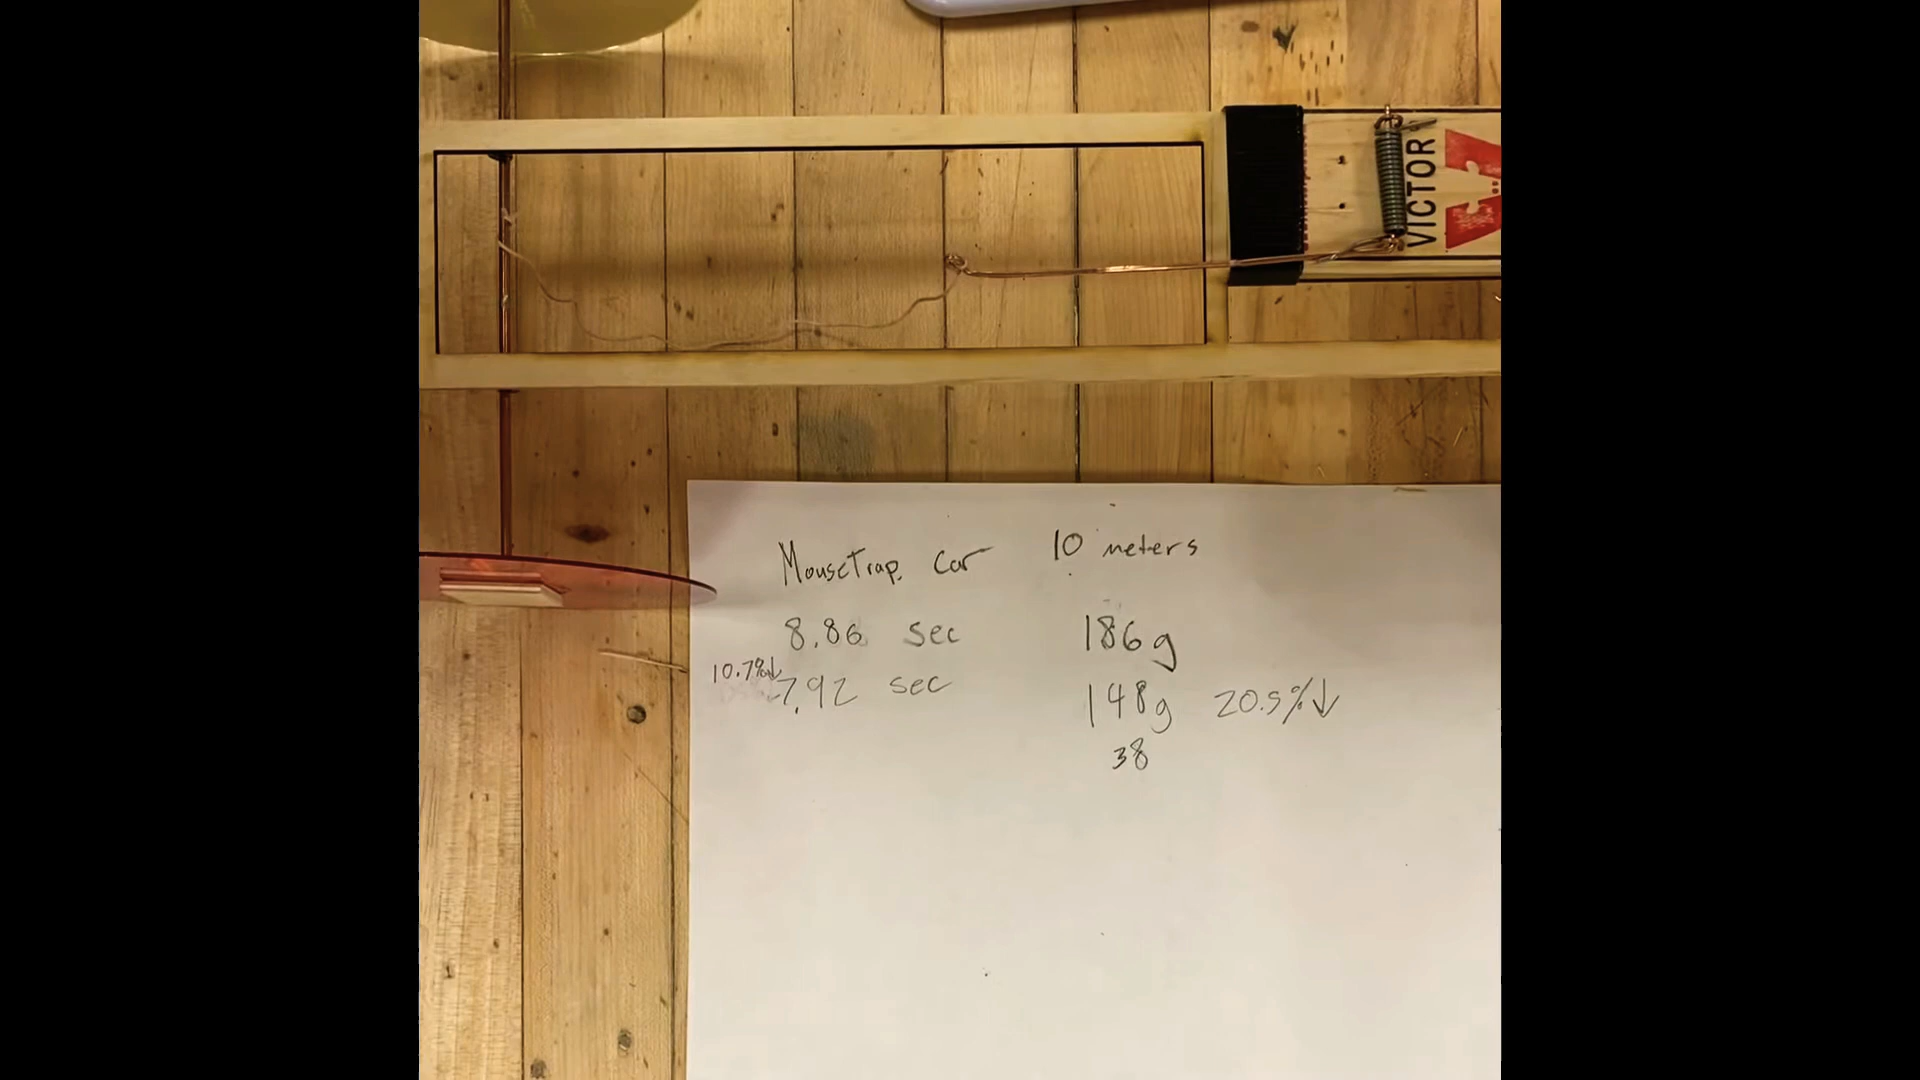 VICTOR
MouseTrap Car 10 meters
8.86 sec 186g
10.7%↓ 7.92 sec 148g 20.5%↓
38